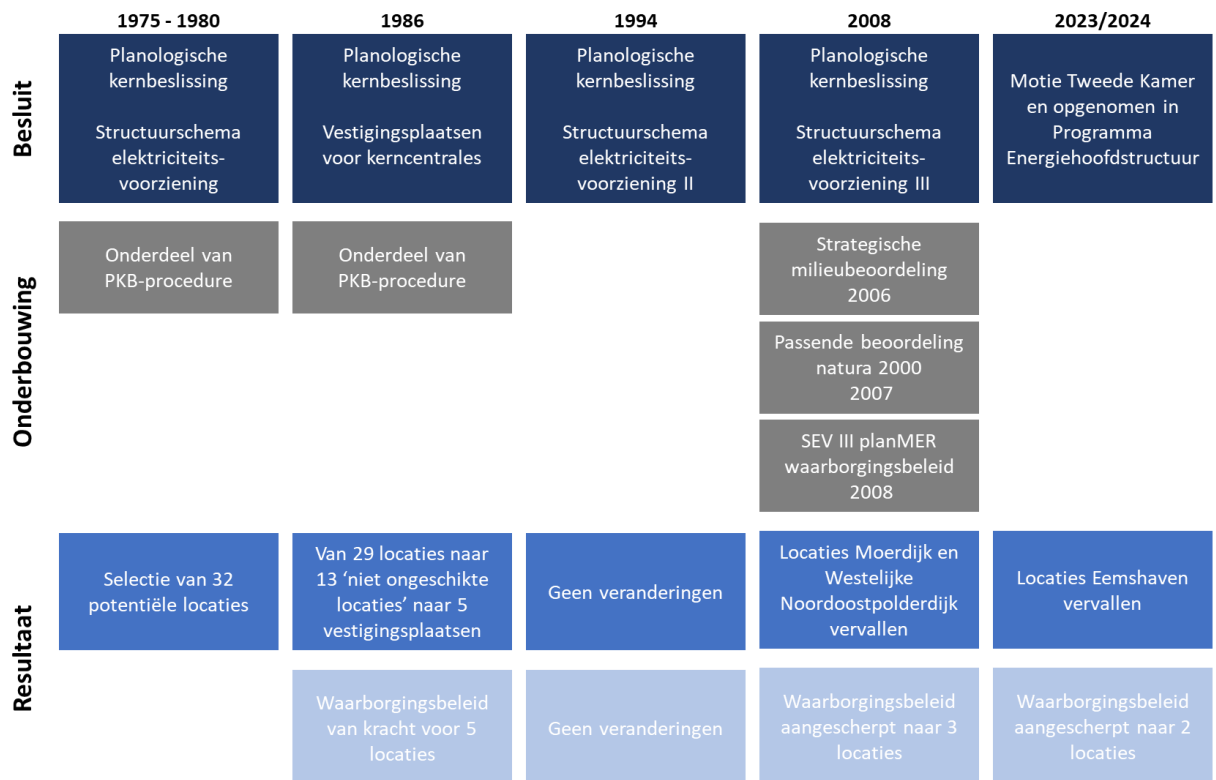 1975 - 1980
1986
1994
2008
2023/2024
Besluit
Planologische
kernbeslissing
Structuurschema
elektriciteits-
voorziening
Planologische
kernbeslissing
Vestigingsplaatsen
voor kerncentrales
Planologische
kernbeslissing
Structuurschema
elektriciteits-
voorziening II
Planologische
kernbeslissing
Structuurschema
elektriciteits-
voorziening III
Motie Tweede Kamer
en opgenomen in
Programma
Energiehoofdstructuur
Onderbouwing
Onderdeel van
PKB-procedure
Onderdeel van
PKB-procedure
Strategische
milieubeoordeling
2006
Passende beoordeling
natura 2000
2007
SEV III planMER
waarborgingsbeleid
2008
Resultaat
Selectie van 32
potentiële locaties
Van 29 locaties naar
13 ‘niet ongeschikte
locaties’ naar 5
vestigingsplaatsen
Geen veranderingen
Locaties Moerdijk en
Westelijke
Noordoostpolderdijk
vervallen
Locaties Eemshaven
vervallen
Waarborgingsbeleid
van kracht voor 5
locaties
Geen veranderingen
Waarborgingsbeleid
aangescherpt naar 3
locaties
Waarborgingsbeleid
aangescherpt naar 2
locaties